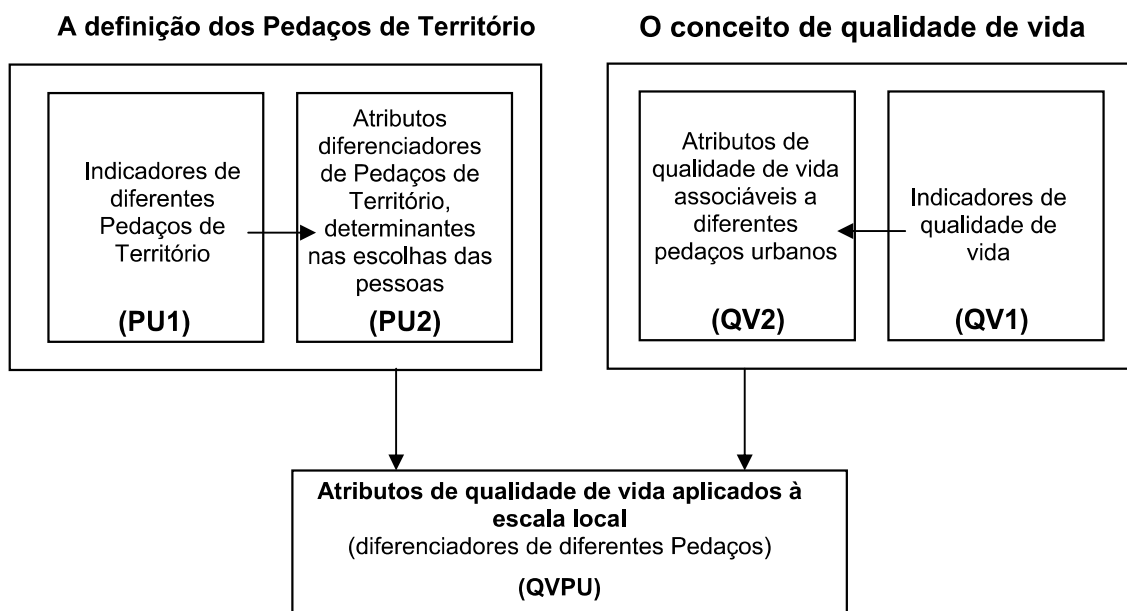 A definição dos Pedaços de Território
O conceito de qualidade de vida
Indicadores de
diferentes
Pedaços de
Território
(PU1)
Atributos
diferenciadores
de Pedaços de
Território,
determinantes
nas escolhas das
pessoas
(PU2)
Atributos de
qualidade de vida
associáveis a
diferentes
pedaços urbanos
(QV2)
Indicadores de
qualidade de
vida
(QV1)
Atributos de qualidade de vida aplicados à
escala local
(diferenciadores de diferentes Pedaços)
(QVPU)